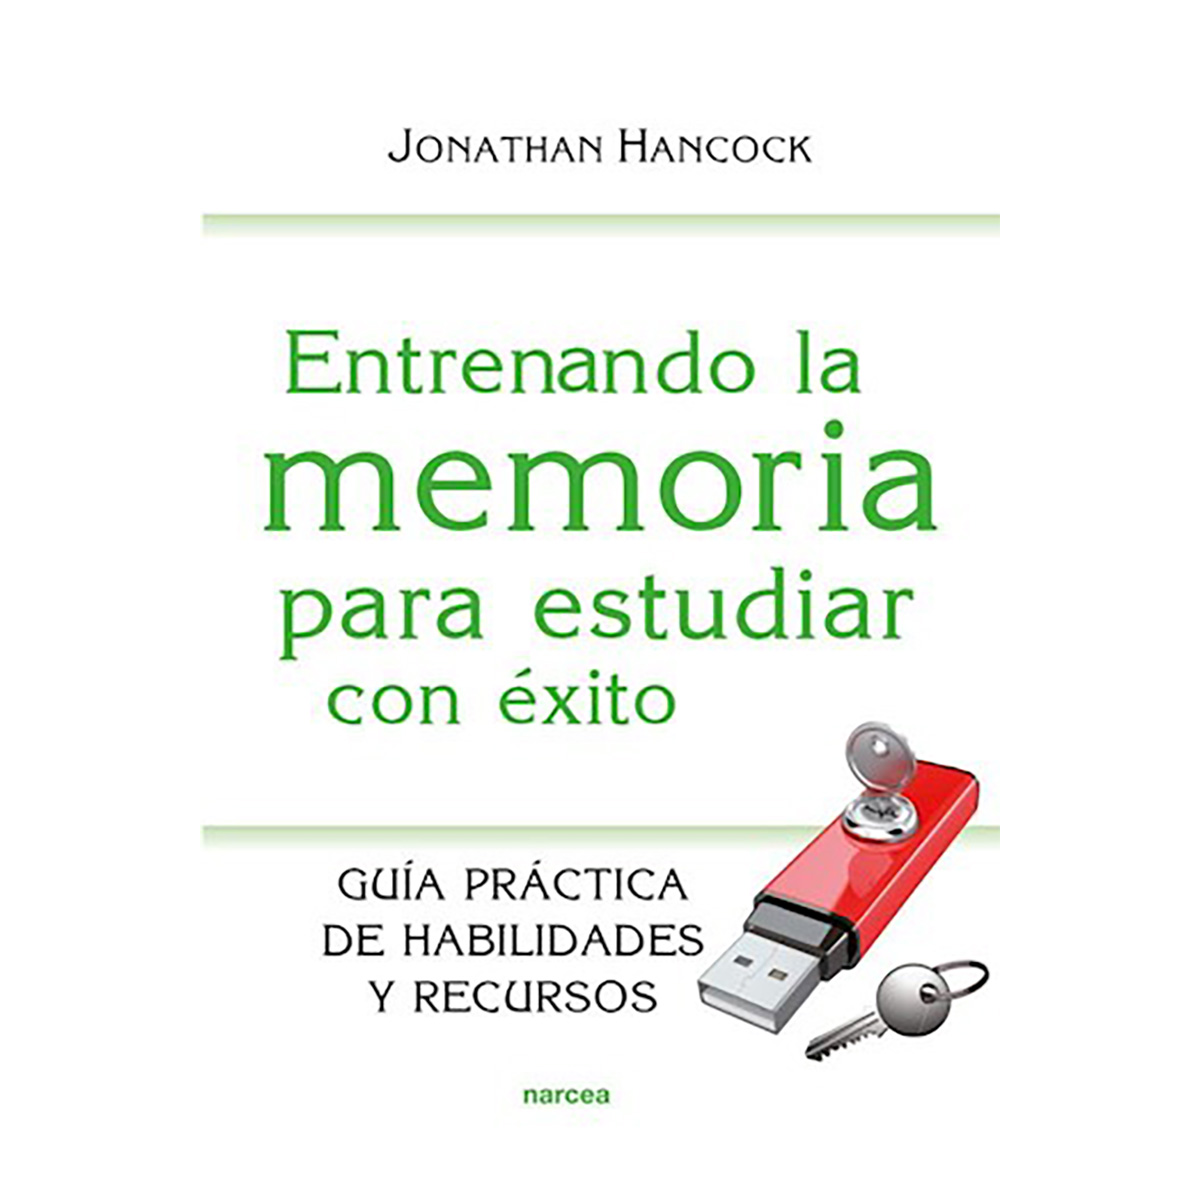 JONATHAN HANCOCK
Entrenando la
memoria
para estudiar
con éxito
GUÍA PRÁCTICA
DE HABILIDADES
Y RECURSOS
narcea